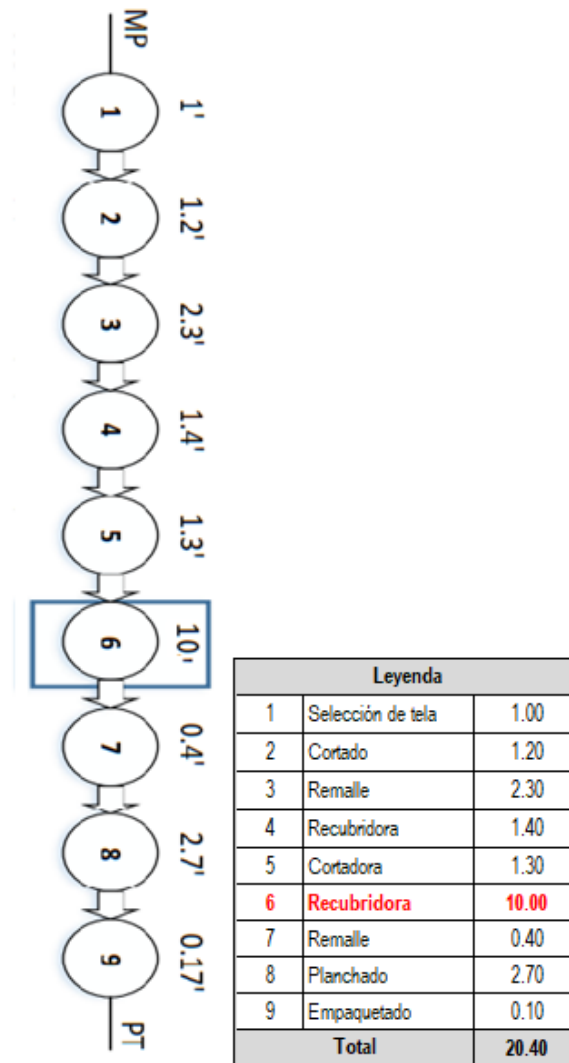 MP
1 1'
2 1.2'
3 2.3'
4 1.4'
5 1.3'
6 10.'
7 0.4'
8 2.7'
9 0.17'
PT
Leyenda
1 Selección de tela 1.00
2 Cortado 1.20
3 Remalle 2.30
4 Recubridora 1.40
5 Cortadora 1.30
6 Recubridora 10.00
7 Remalle 0.40
8 Planchado 2.70
9 Empaquetado 0.10
Total 20.40